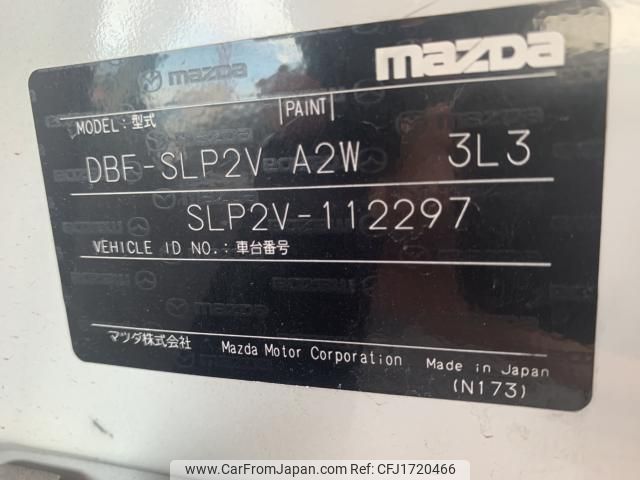 mazda
MODEL:型式 PAINT
DBF-SLP2V A2W 3L3
SLP2V-112297
VEHICLE ID NO.:車台番号
マツダ株式会社 Mazda Motor Corporation Made in Japan
(N173)
www.CarFromJapan.com Ref No. CFJ1720466